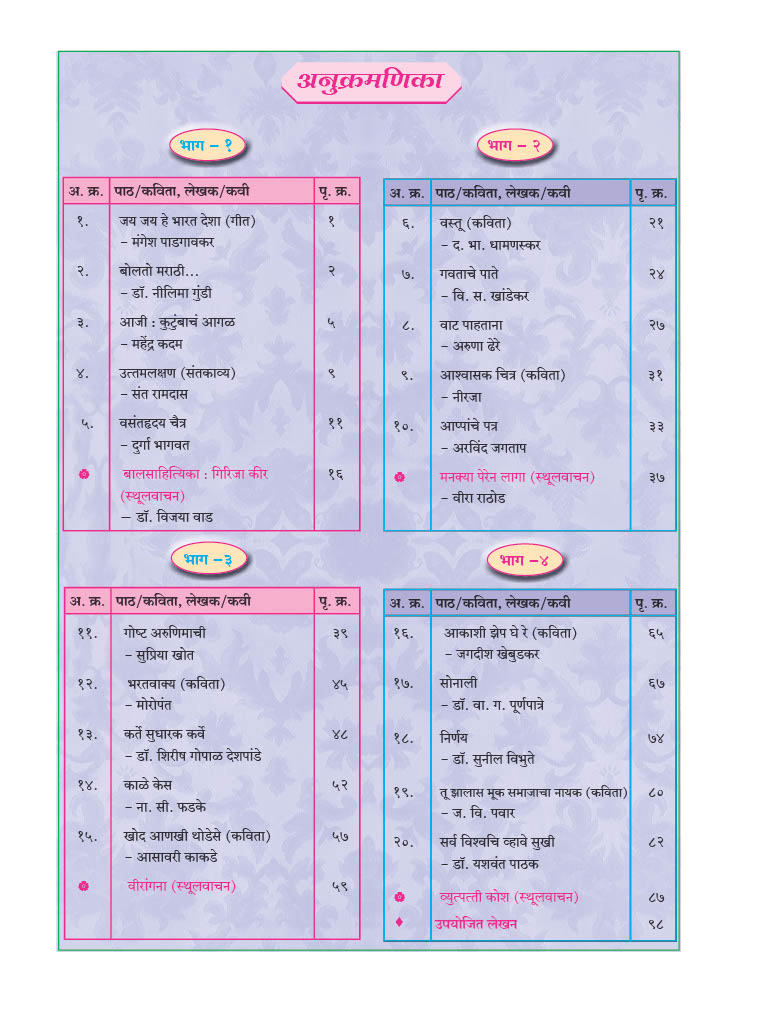 अनुक्रमणिका
भाग – १
अ. क्र. पाठ/कविता, लेखक/कवी पृ. क्र.
१. जय जय हे भारत देशा (गीत) १
– मंगेश पाडगावकर
२. बोलतो मराठी... २
– डॉ. नीलिमा गुंडी
३. आजी : कुटुंबाचं आगळ ५
– महेंद्र कदम
४. उत्तमलक्षण (संतकाव्य) ९
– संत रामदास
५. वसंतहृदय चैत्र ११
– दुर्गा भागवत
बालसाहित्यिका : गिरिजा कीर १६
(स्थूलवाचन)
– डॉ. विजया वाड
भाग – २
अ. क्र. पाठ/कविता, लेखक/कवी पृ. क्र.
६. वस्तू (कविता) २१
– द. भा. धामणस्कर
७. गवताचे पाते २४
– वि. स. खांडेकर
८. वाट पाहताना २७
– अरुणा ढेरे
९. आश्वासक चित्र (कविता) ३१
– नीरजा
१०. आप्पांचे पत्र ३३
– अरविंद जगताप
मनक्या पेरेन लागा (स्थूलवाचन) ३७
– वीरा राठोड
भाग –३
अ. क्र. पाठ/कविता, लेखक/कवी पृ. क्र.
११. गोष्ट अरुणिमाची ३९
– सुप्रिया खोत
१२. भरतवाक्य (कविता) ४५
– मोरोपंत
१३. कर्ते सुधारक कर्वे ४८
– डॉ. शिरीष गोपाळ देशपांडे
१४. काळे केस ५२
– ना. सी. फडके
१५. खोद आणखी थोडेसे (कविता) ५७
– आसावरी काकडे
वीरांगना (स्थूलवाचन) ५९
भाग –४
अ. क्र. पाठ/कविता, लेखक/कवी पृ. क्र.
१६. आकाशी झेप घे रे (कविता) ६५
– जगदीश खेबुडकर
१७. सोनाली ६७
– डॉ. वा. ग. पूर्णपात्रे
१८. निर्णय ७४
– डॉ. सुनील विभुते
१९. तू झालास मूक समाजाचा नायक (कविता) ८०
– ज. वि. पवार
२०. सर्व विश्वचि व्हावे सुखी ८२
– डॉ. यशवंत पाठक
व्युत्पत्ती कोश (स्थूलवाचन) ८७
उपयोजित लेखन ९८